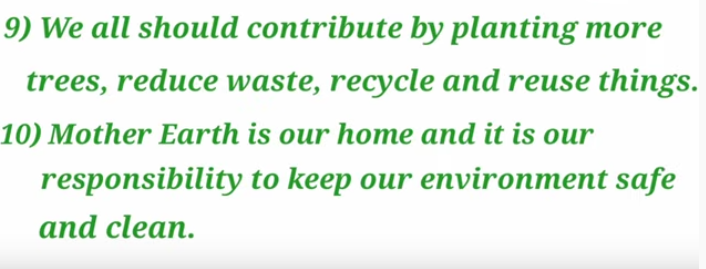 9) We all should contribute by planting more
trees, reduce waste, recycle and reuse things.
10) Mother Earth is our home and it is our
responsibility to keep our environment safe
and clean.